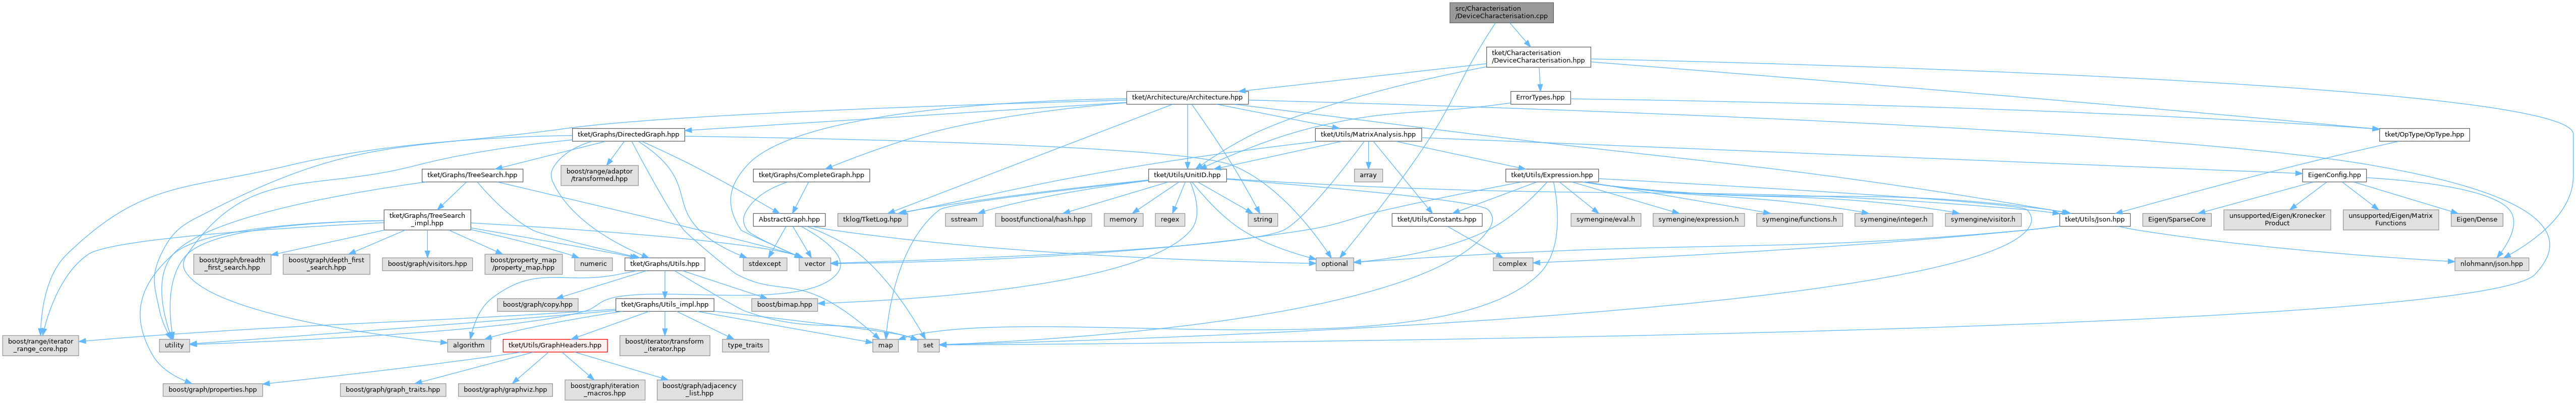 src/Characterisation
/DeviceCharacterisation.cpp
tket/Characterisation
/DeviceCharacterisation.hpp
tket/Architecture/Architecture.hpp
ErrorTypes.hpp
tket/Graphs/DirectedGraph.hpp
tket/Utils/MatrixAnalysis.hpp
tket/OpType/OpType.hpp
tket/Graphs/TreeSearch.hpp
boost/range/adaptor
/transformed.hpp
tket/Graphs/CompleteGraph.hpp
tket/Utils/UnitID.hpp
array
tket/Utils/Expression.hpp
EigenConfig.hpp
tket/Graphs/TreeSearch
_impl.hpp
AbstractGraph.hpp
tklog/TketLog.hpp
sstream
boost/functional/hash.hpp
memory
regex
string
tket/Utils/Constants.hpp
symengine/eval.h
symengine/expression.h
symengine/functions.h
symengine/integer.h
symengine/visitor.h
tket/Utils/Json.hpp
Eigen/SparseCore
unsupported/Eigen/Kronecker
Product
unsupported/Eigen/Matrix
Functions
Eigen/Dense
boost/graph/breadth
_first_search.hpp
boost/graph/depth_first
_search.hpp
boost/graph/visitors.hpp
boost/property_map
/property_map.hpp
numeric
tket/Graphs/Utils.hpp
stdexcept
vector
optional
complex
nlohmann/json.hpp
boost/graph/copy.hpp
tket/Graphs/Utils_impl.hpp
boost/bimap.hpp
boost/range/iterator
_range_core.hpp
utility
algorithm
tket/Utils/GraphHeaders.hpp
boost/iterator/transform
_iterator.hpp
type_traits
map
set
boost/graph/properties.hpp
boost/graph/graph_traits.hpp
boost/graph/graphviz.hpp
boost/graph/iteration
_macros.hpp
boost/graph/adjacency
_list.hpp